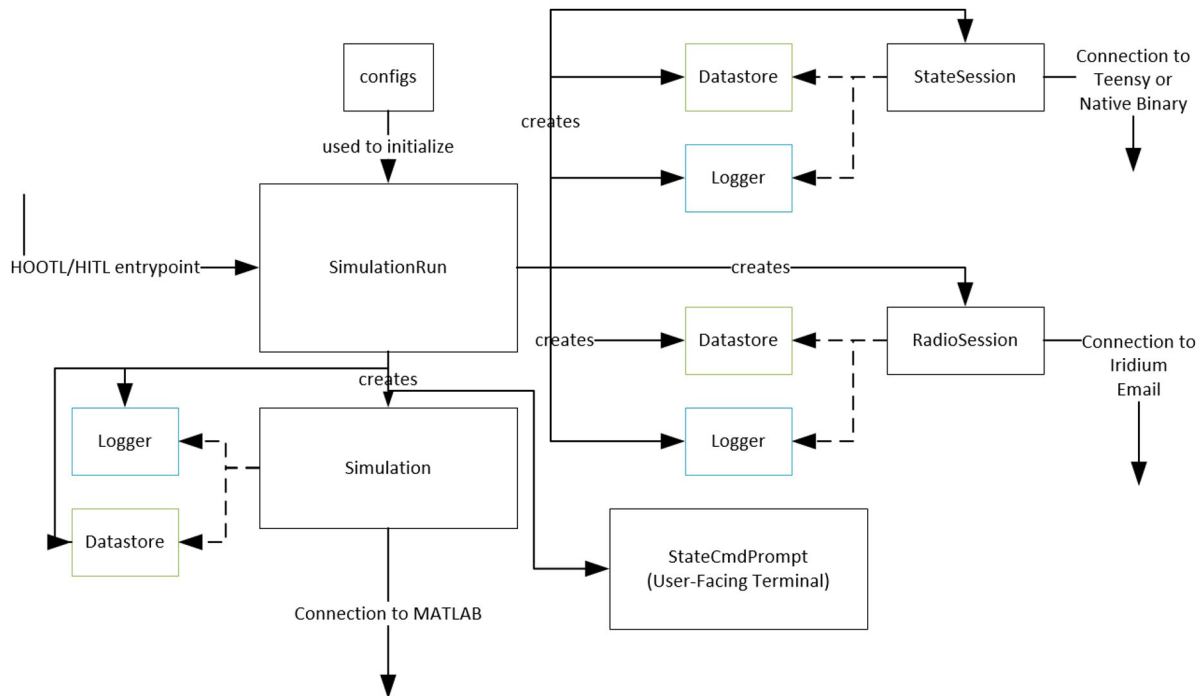 configs
used to initialize
HOOTL/HITL entrypoint
SimulationRun
creates
Datastore
StateSession
Connection to
Teensy or
Native Binary
Logger
creates
creates
Datastore
RadioSession
Connection to
Iridium
Email
Logger
creates
Logger
Simulation
Datastore
StateCmdPrompt
(User-Facing Terminal)
Connection to MATLAB